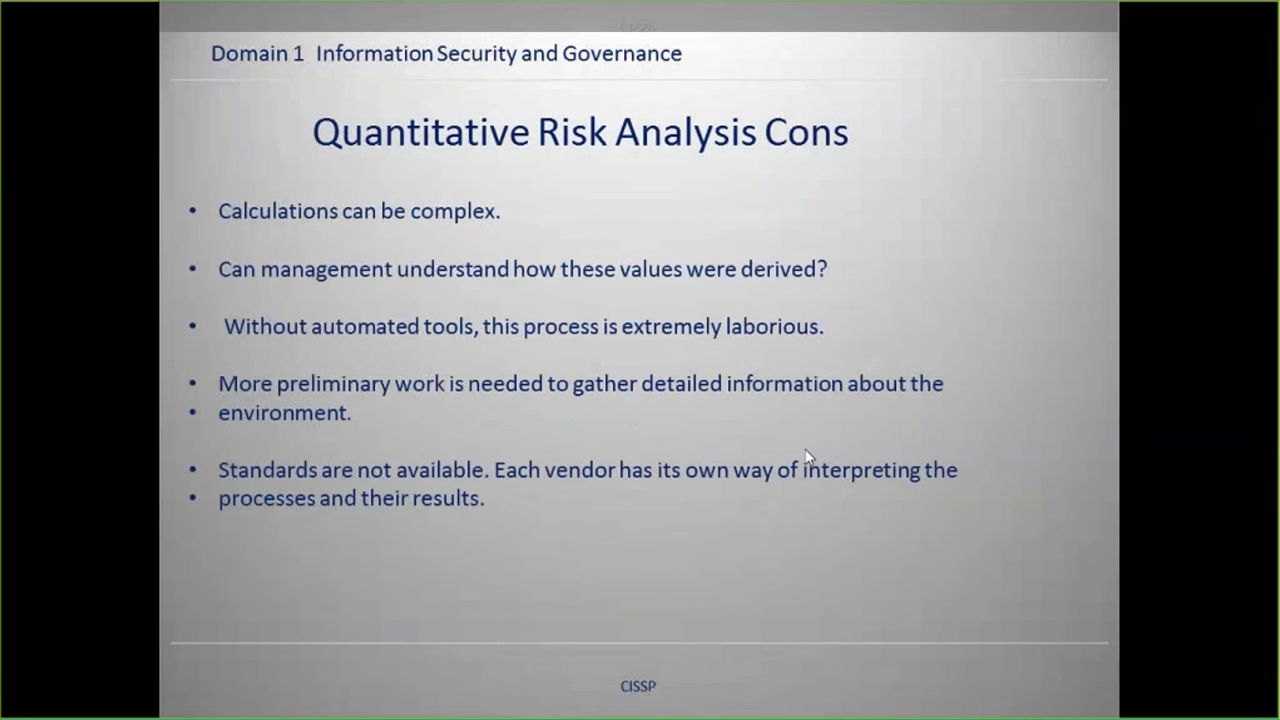 Domain 1 Information Security and Governance
Quantitative Risk Analysis Cons
• Calculations can be complex.
• Can management understand how these values were derived?
• Without automated tools, this process is extremely laborious.
• More preliminary work is needed to gather detailed information about the
• environment.
• Standards are not available. Each vendor has its own way of interpreting the
• processes and their results.
CISSP